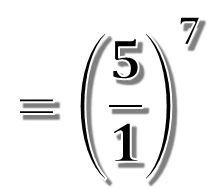 = (5/1)^7